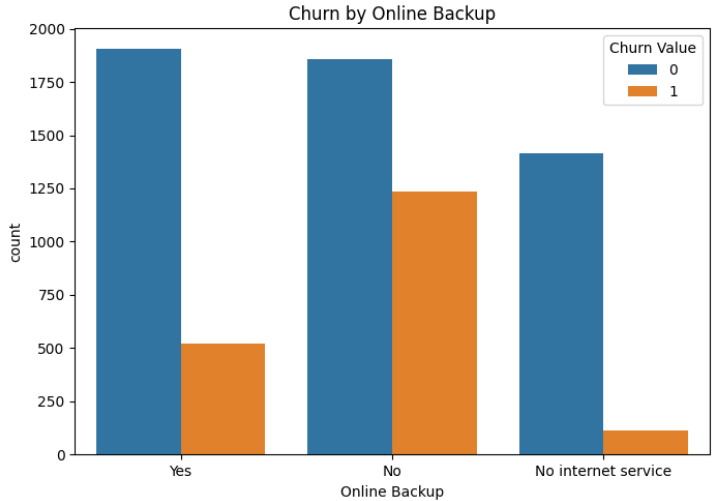 Churn by Online Backup
2000
1750
1500
1250
1000
750
500
250
0
count
Churn Value
0
1
Yes
No
No internet service
Online Backup